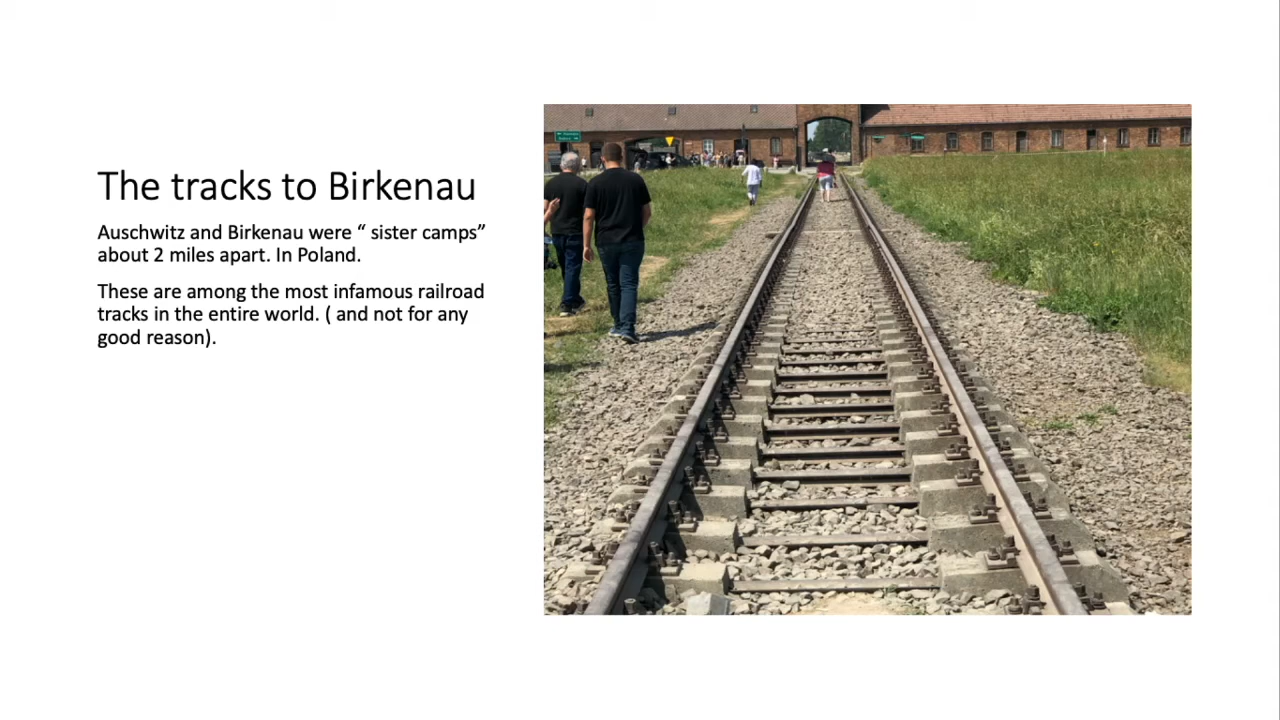 The tracks to Birkenau
Auschwitz and Birkenau were “ sister camps”
about 2 miles apart. In Poland.
These are among the most infamous railroad
tracks in the entire world. ( and not for any
good reason).